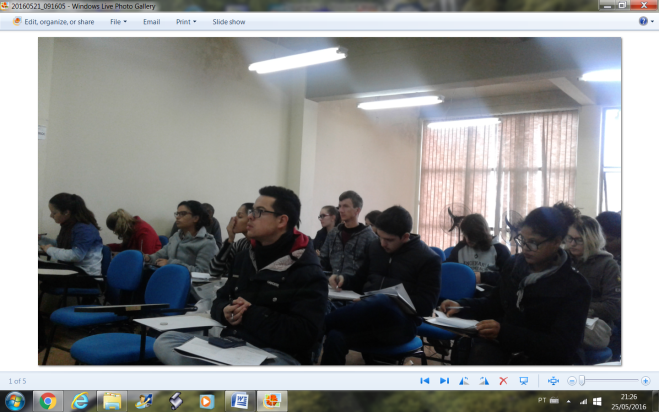 20160521_091605 - Windows Live Photo Gallery
Edit, organize, or share File Email Print Slide show
1 of 5
PT
21:26
25/05/2016